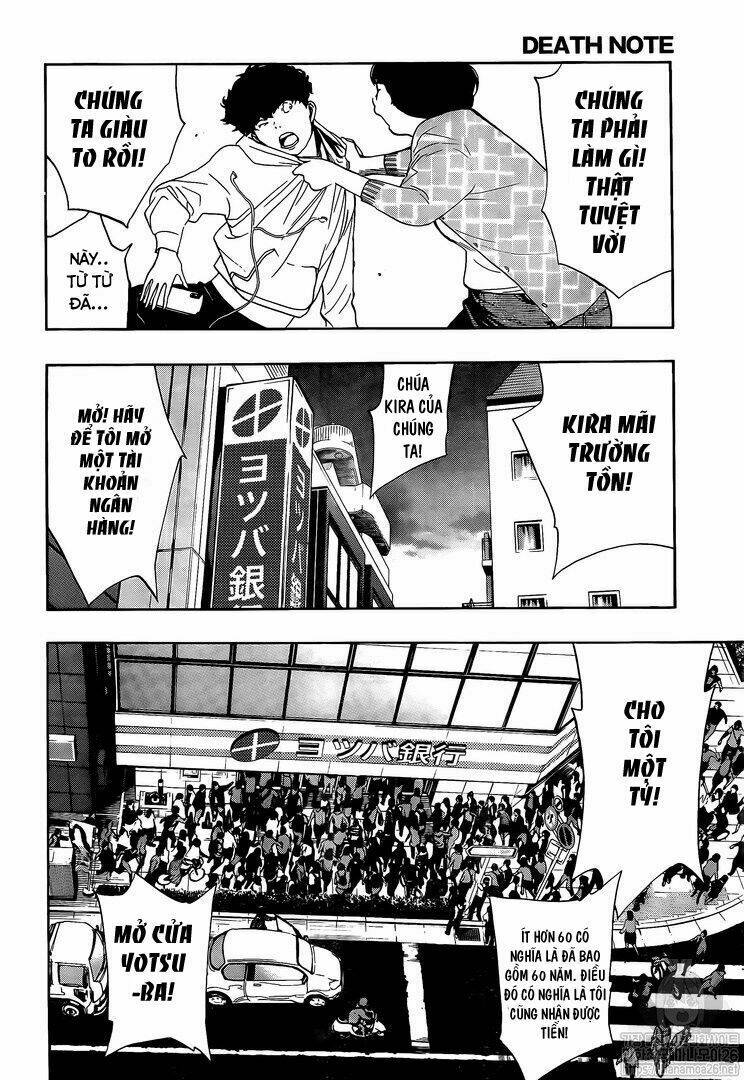 DEATH NOTE
CHÚNG
TA PHẢI
LÀM GÌ!
THẬT
TUYỆT
VỜI
CHÚNG
TA GIÀU
TO RỒI!
NÀY..
TỪ TỪ
ĐÃ...
KIRA MÃI
TRƯỜNG
TỒN!
CHÚA
KIRA CỦA
CHÚNG
TA!
MỞ! HÃY
ĐỂ TÔI MỞ
MỘT TÀI
KHOẢN
NGÂN
HÀNG!
ヨツバ銀行
ヨツバ銀
CHO
TÔI
MỘT
TỶ!
ヨツバ銀行
ÍT HƠN 60 CÓ
NGHĨA LÀ ĐÃ BAO
GỒM 60 NĂM. ĐIỀU
ĐÓ CÓ NGHĨA LÀ TÔI
CŨNG NHẬN ĐƯỢC
TIỀN!
MỞ CỬA
YOTSU
-BA!